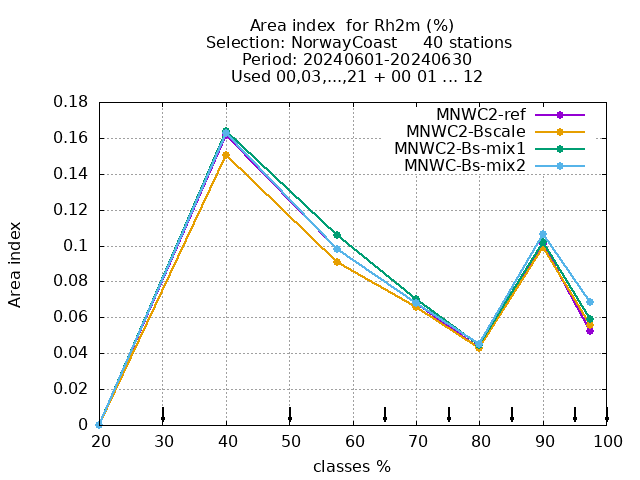 Area index  for Rh2m (%)
Selection: NorwayCoast     40 stations
Period: 20240601-20240630
Used 00,03,...,21 + 00 01 ... 12
0.18
0.16
0.14
0.12
0.1
0.08
0.06
0.04
0.02
0
Area index
MNWC2-ref
MNWC2-Bscale
MNWC2-Bs-mix1
MNWC-Bs-mix2
20 30 40 50 60 70 80 90 100
classes %